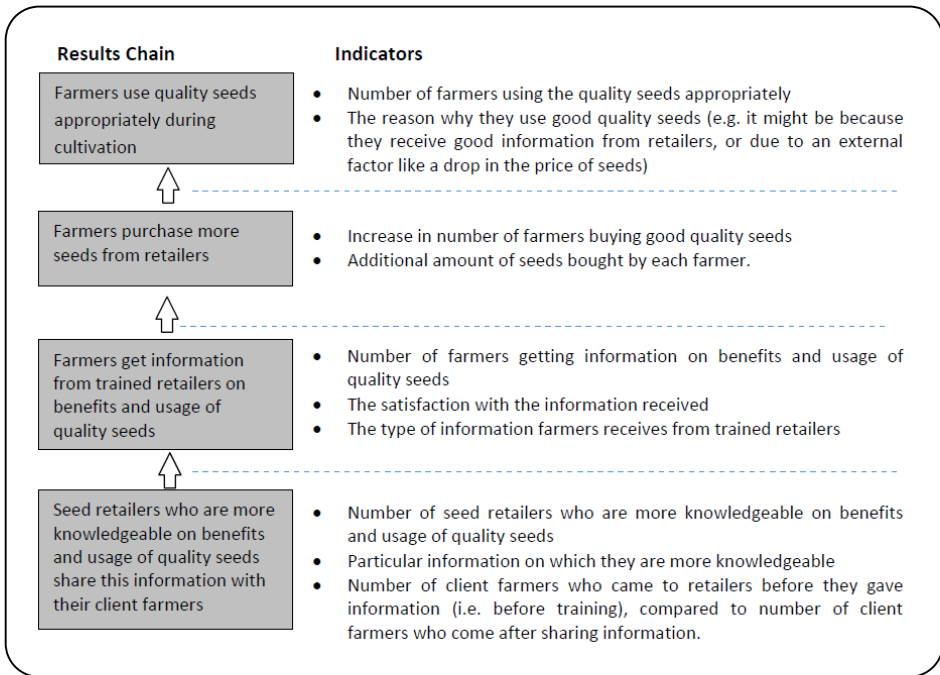 Results Chain
Indicators
Farmers use quality seeds
appropriately during
cultivation
• Number of farmers using the quality seeds appropriately
• The reason why they use good quality seeds (e.g. it might be because
they receive good information from retailers, or due to an external
factor like a drop in the price of seeds)
Farmers purchase more
seeds from retailers
• Increase in number of farmers buying good quality seeds
• Additional amount of seeds bought by each farmer.
Farmers get information
from trained retailers on
benefits and usage of
quality seeds
• Number of farmers getting information on benefits and usage of
quality seeds
• The satisfaction with the information received
• The type of information farmers receives from trained retailers
Seed retailers who are more
knowledgeable on benefits
and usage of quality seeds
share this information with
their client farmers
• Number of seed retailers who are more knowledgeable on benefits
and usage of quality seeds
• Particular information on which they are more knowledgeable
• Number of client farmers who came to retailers before they gave
information (i.e. before training), compared to number of client
farmers who come after sharing information.